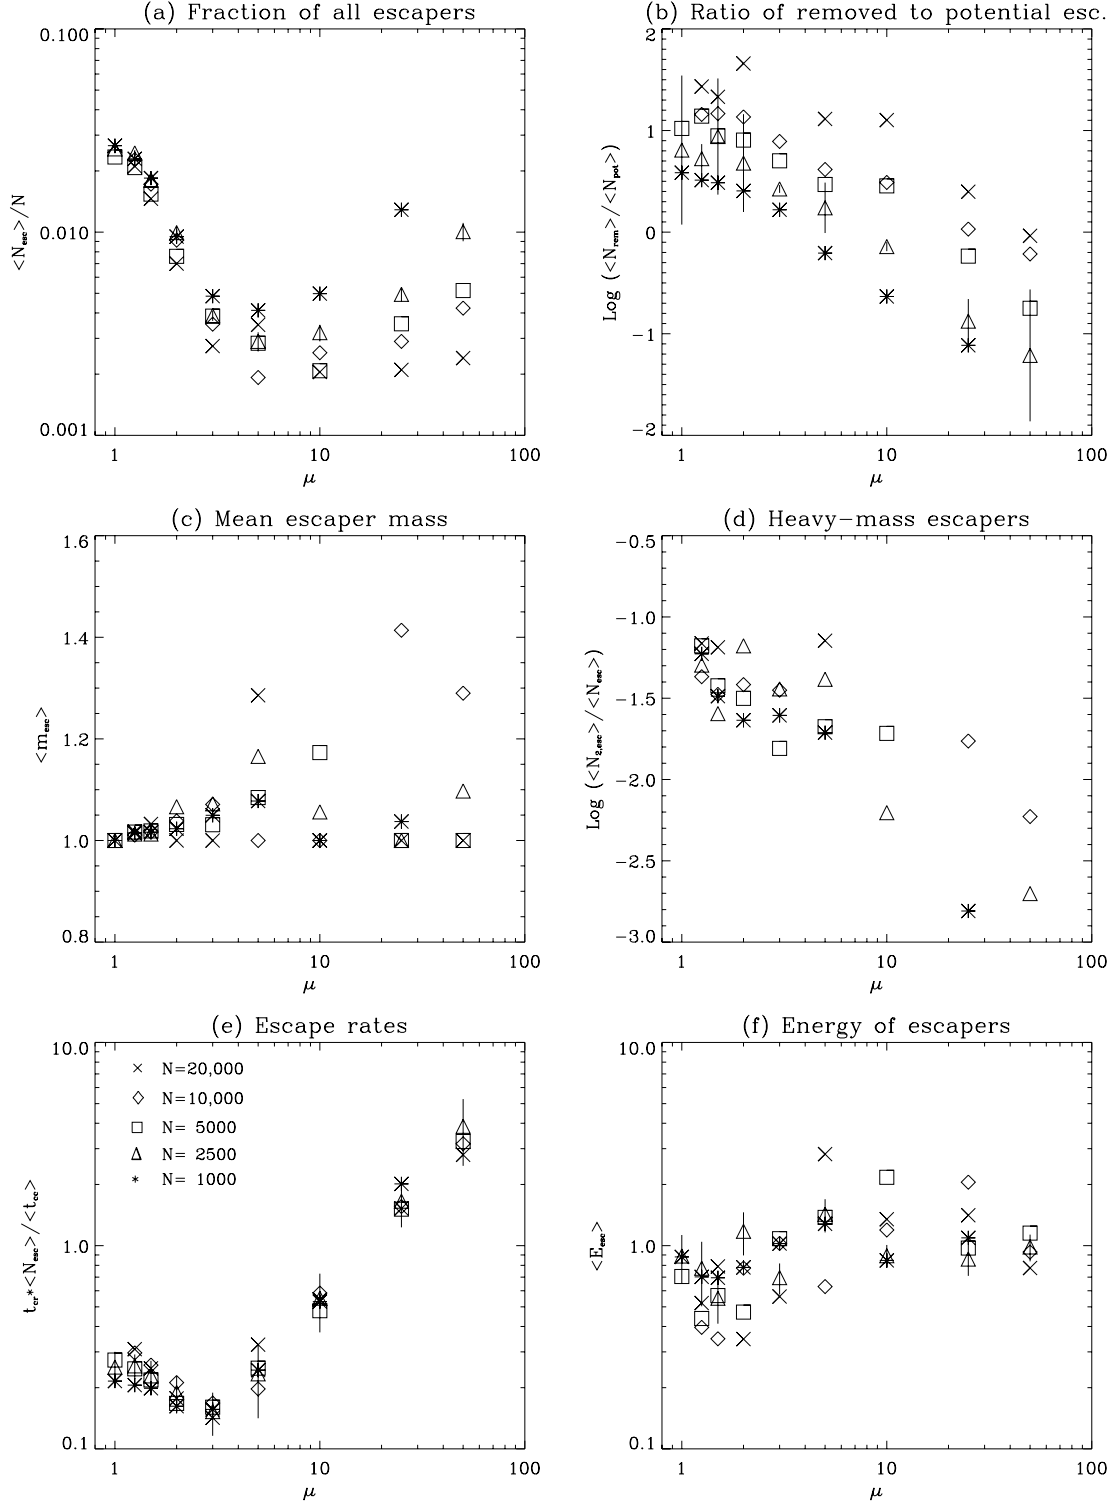 (a) Fraction of all escapers
0.100
0.010
0.001
<N_esc>/N
1 10 100
μ
(b) Ratio of removed to potential esc.
2
1
0
−1
−2
Log (<N_rem>/<N_pot>)
1 10 100
μ
(c) Mean escaper mass
1.6
1.4
1.2
1.0
0.8
<m_esc>
1 10 100
μ
(d) Heavy−mass escapers
−0.5
−1.0
−1.5
−2.0
−2.5
−3.0
Log (<N_2,esc>/<N_esc>)
1 10 100
μ
(e) Escape rates
10.0
1.0
0.1
t_cr*<N_esc>/<t_cc>
N=20,000
N=10,000
N= 5000
N= 2500
N= 1000
1 10 100
μ
(f) Energy of escapers
10.0
1.0
0.1
<E_esc>
1 10 100
μ